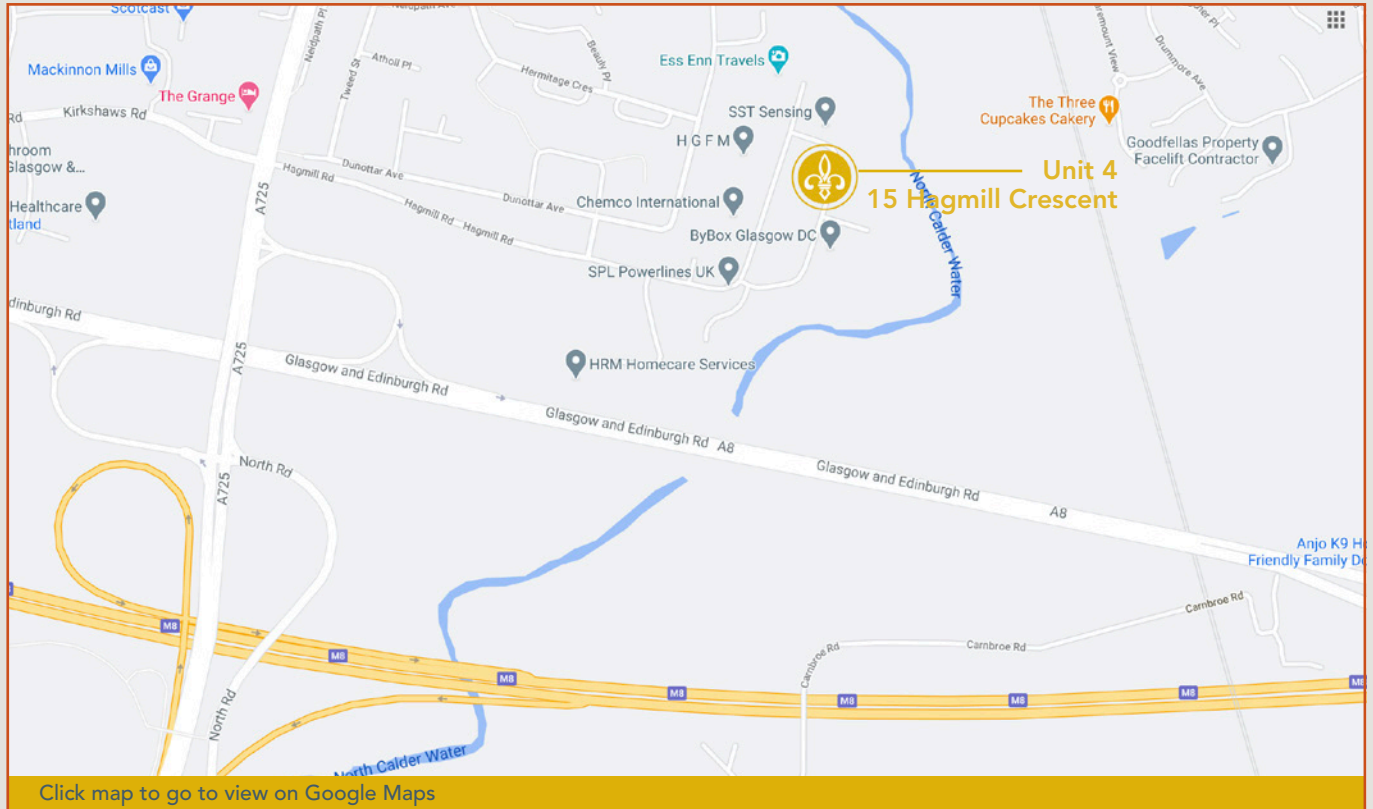 Scotcast
Neidpath Pl
Neidpath Ave
Mackinnon Mills
The Grange
Tweed St
Atholl Pl
Hermitage Cres
Beauly Pl
Ess Enn Travels
SST Sensing
H G F M
Drummore Ave
The Three
Cupcakes Cakery
Goodfellas Property
Facelift Contractor
Rd
Kirkshaws Rd
hroom
Glasgow &...
Healthcare
tland
A725
Hagmill Rd
Dunottar Ave
Dunottar Ave
Hagmill Rd
Hagmill Rd
Chemco International
ByBox Glasgow DC
SPL Powerlines UK
Unit 4
15 Hagmill Crescent
North Calder Water
dinburgh Rd
A725
Glasgow and Edinburgh Rd
HRM Homecare Services
Glasgow and Edinburgh Rd
A8
Glasgow and Edinburgh Rd
A8
North Rd
A725
Anjo K9 H
Friendly Family D
Carnbroe Rd
Carnbroe Rd
Carnbroe Rd
M8
M8
M8
M8
M8
M8
M8
M8
North Rd
North Calder Water
Click map to go to view on Google Maps